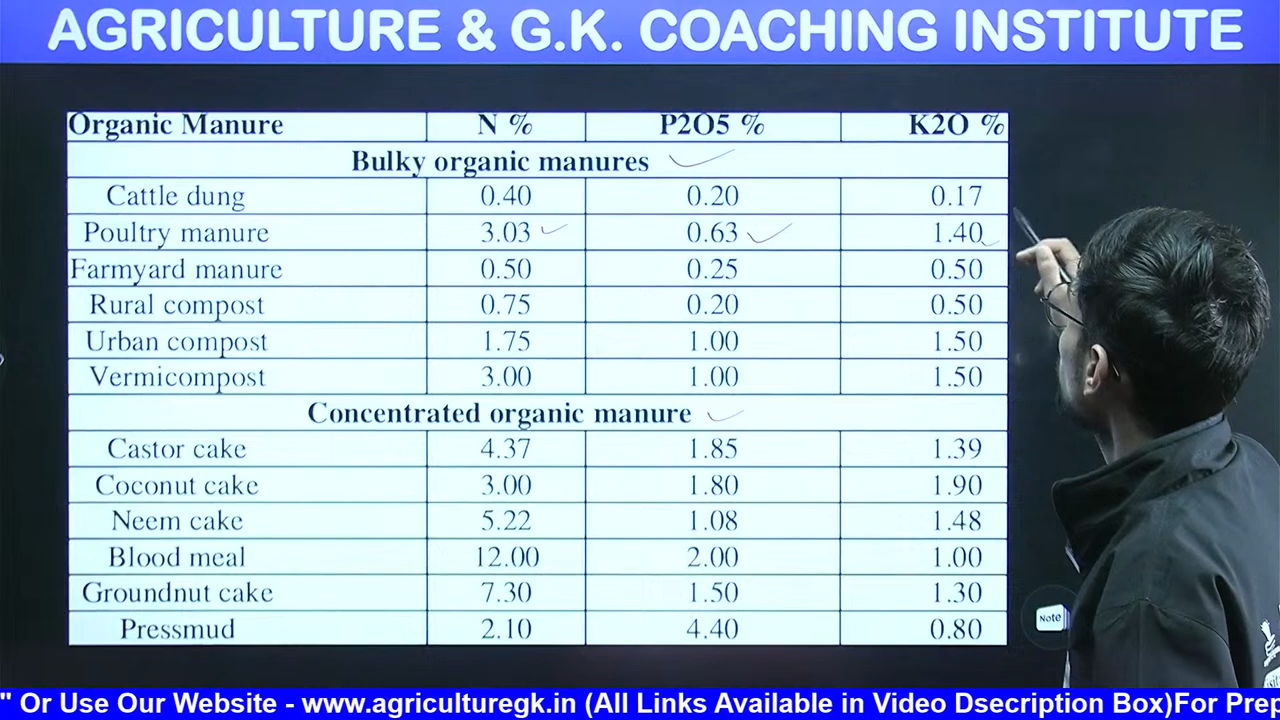 AGRICULTURE & G.K. COACHING INSTITUTE
Organic Manure N % P2O5 % K2O %
Bulky organic manures
Cattle dung 0.40 0.20 0.17
Poultry manure 3.03 0.63 1.40
Farmyard manure 0.50 0.25 0.50
Rural compost 0.75 0.20 0.50
Urban compost 1.75 1.00 1.50
Vermicompost 3.00 1.00 1.50
Concentrated organic manure
Castor cake 4.37 1.85 1.39
Coconut cake 3.00 1.80 1.90
Neem cake 5.22 1.08 1.48
Blood meal 12.00 2.00 1.00
Groundnut cake 7.30 1.50 1.30
Pressmud 2.10 4.40 0.80
Note
" Or Use Our Website - www.agriculturegk.in (All Links Available in Video Dscription Box)For Prep